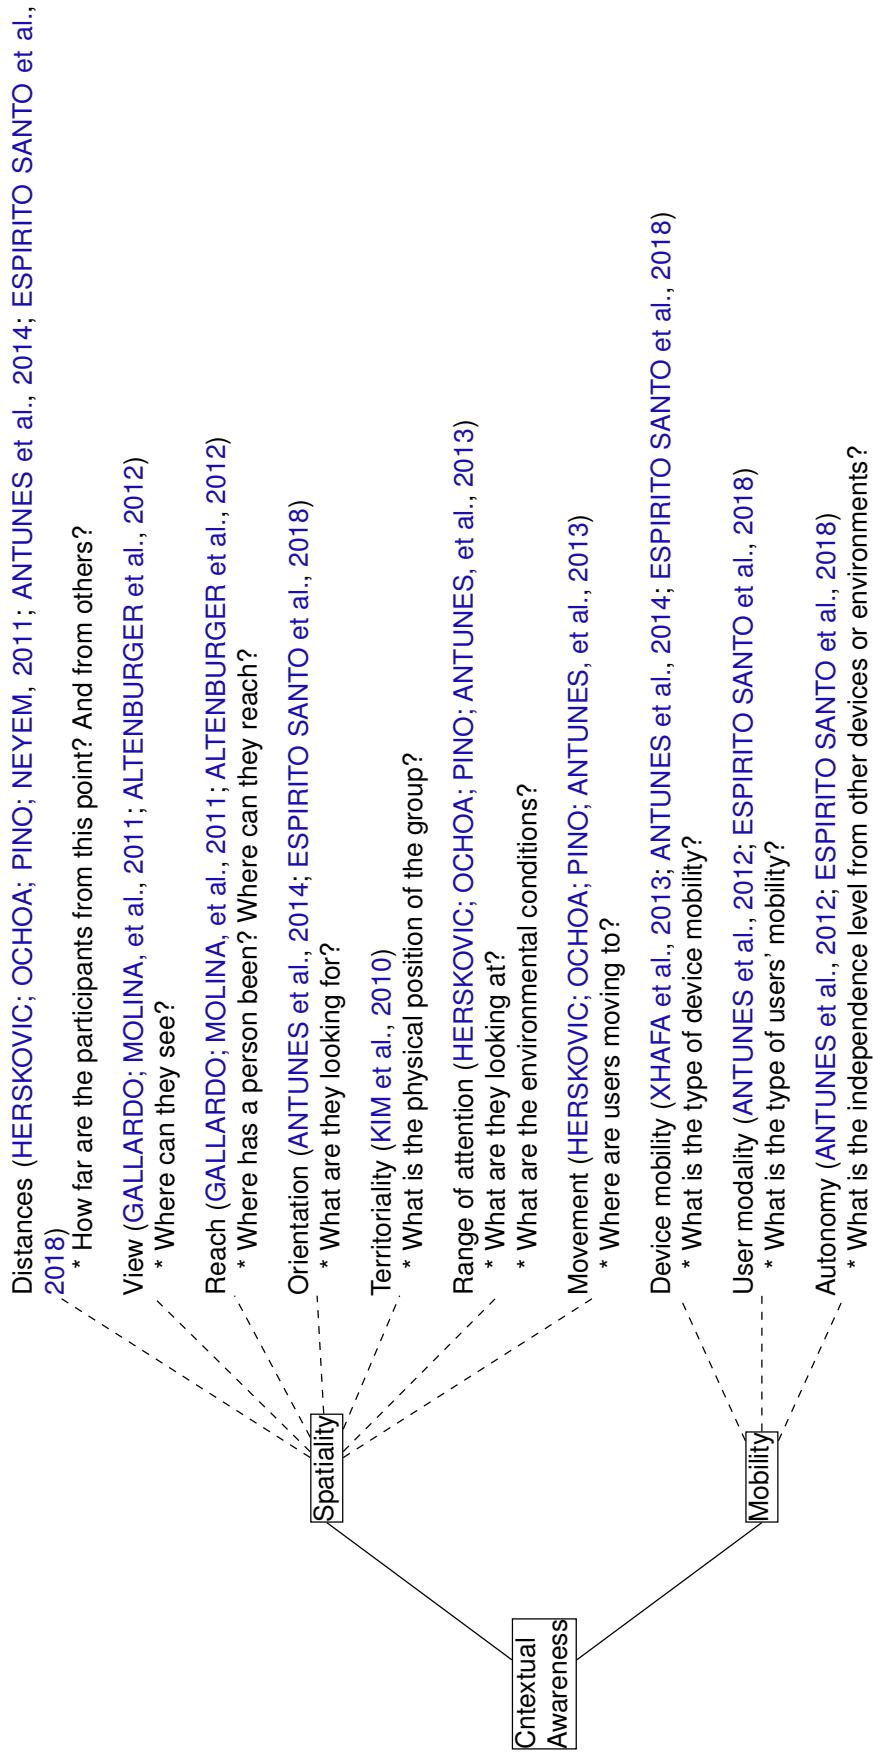 Cntextual
Awareness
Spatiality
Distances (HERSKOVIC; OCHOA; PINO; NEYEM, 2011; ANTUNES et al., 2014; ESPIRITO SANTO et al.,
2018)
* How far are the participants from this point? And from others?
View (GALLARDO; MOLINA, et al., 2011; ALTENBURGER et al., 2012)
* Where can they see?
Reach (GALLARDO; MOLINA, et al., 2011; ALTENBURGER et al., 2012)
* Where has a person been? Where can they reach?
Orientation (ANTUNES et al., 2014; ESPIRITO SANTO et al., 2018)
* What are they looking for?
Territoriality (KIM et al., 2010)
* What is the physical position of the group?
Range of attention (HERSKOVIC; OCHOA; PINO; ANTUNES, et al., 2013)
* What are they looking at?
* What are the environmental conditions?
Movement (HERSKOVIC; OCHOA; PINO; ANTUNES, et al., 2013)
* Where are users moving to?
Mobility
Device mobility (XHAFA et al., 2013; ANTUNES et al., 2014; ESPIRITO SANTO et al., 2018)
* What is the type of device mobility?
User modality (ANTUNES et al., 2012; ESPIRITO SANTO et al., 2018)
* What is the type of users' mobility?
Autonomy (ANTUNES et al., 2012; ESPIRITO SANTO et al., 2018)
* What is the independence level from other devices or environments?